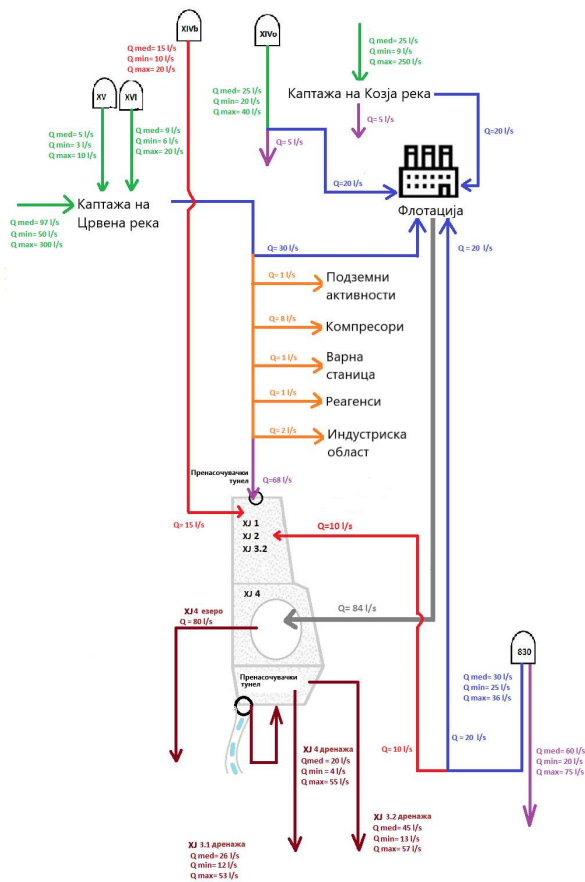 XIVb
Q med= 15 l/s
Q min= 10 l/s
Q max= 20 l/s
XIVo
Q med= 25 l/s
Q min= 20 l/s
Q max= 40 l/s
Q= 5 l/s
Q med= 25 l/s
Q min= 9 l/s
Q max= 250 l/s
Каптажа на Козја река
Q= 5 l/s
Q=20 l/s
Q=20 l/s
Флотација
XV
XVI
Q med= 5 l/s
Q min= 3 l/s
Q max= 10 l/s
Q med= 9 l/s
Q min= 6 l/s
Q max= 20 l/s
Каптажа на
Црвена река
Q med= 97 l/s
Q min= 50 l/s
Q max= 300 l/s
Q= 30 l/s
Q = 20 l/s
Q= 1 l/s
Подземни
активности
Q= 8 l/s
Компресори
Q= 1 l/s
Варна
станица
Q= 1 l/s
Реагенси
Q= 2 l/s
Индустриска
област
Пренасочувачки
тунел
Q=68 l/s
Q= 15 l/s
XJ 1
XJ 2
XJ 3.2
Q=10 l/s
XJ 4
Q= 84 l/s
XJ4 езеро
Q = 80 l/s
Пренасочувачки
тунел
830
Q med= 30 l/s
Q min= 25 l/s
Q max= 36 l/s
Q= 10 l/s
Q = 20 l/s
Q med= 60 l/s
Q min= 20 l/s
Q max= 75 l/s
XJ 4 дренажа
Qmed = 20 l/s
Q min = 4 l/s
Q max= 55 l/s
XJ 3.2 дренажа
Q med= 45 l/s
Q min= 13 l/s
Q max= 57 l/s
XJ 3.1 дренажа
Q med= 26 l/s
Q min= 12 l/s
Q max= 53 l/s